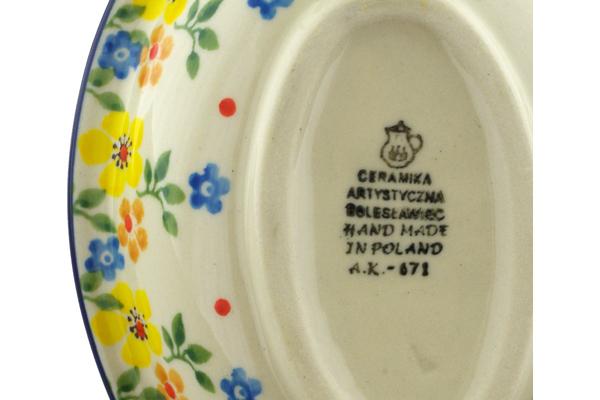 CERAMIKA
ARTYSTYCZNA
BOLESŁAWIEC
HAND MADE
IN POLAND
A.K.-671